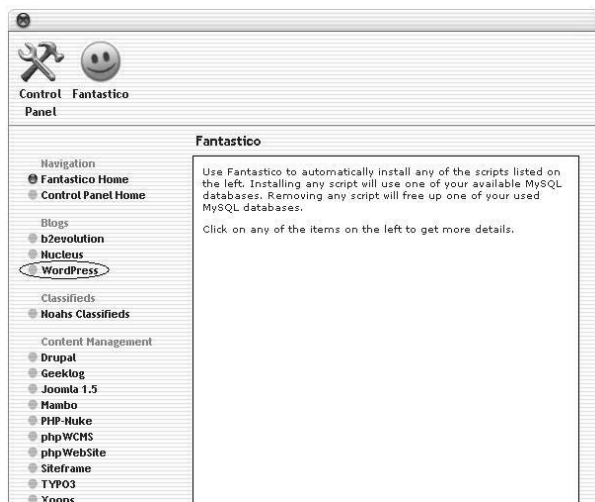 Control Fantastico
Panel
Fantastico
Navigation
Fantastico Home
Control Panel Home
Blogs
b2evolution
Nucleus
WordPress
Classifieds
Noahs Classifieds
Content Management
Drupal
Geeklog
Joomla 1.5
Mambo
PHP-Nuke
phpWCMS
phpWebSite
Siteframe
TYPO3
Xoops
Use Fantastico to automatically install any of the scripts listed on
the left. Installing any script will use one of your available MySQL
databases. Removing any script will free up one of your used
MySQL databases.
Click on any of the items on the left to get more details.